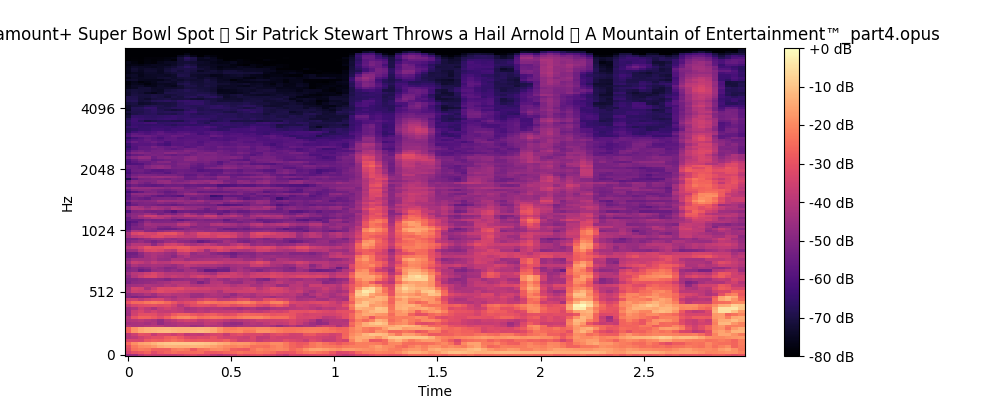 amount+ Super Bowl Spot Sir Patrick Stewart Throws a Hail Arnold A Mountain of Entertainment™ part4.opus
Hz
4096
2048
1024
512
0
0 0.5 1 1.5 2 2.5
Time
+0 dB
-10 dB
-20 dB
-30 dB
-40 dB
-50 dB
-60 dB
-70 dB
-80 dB